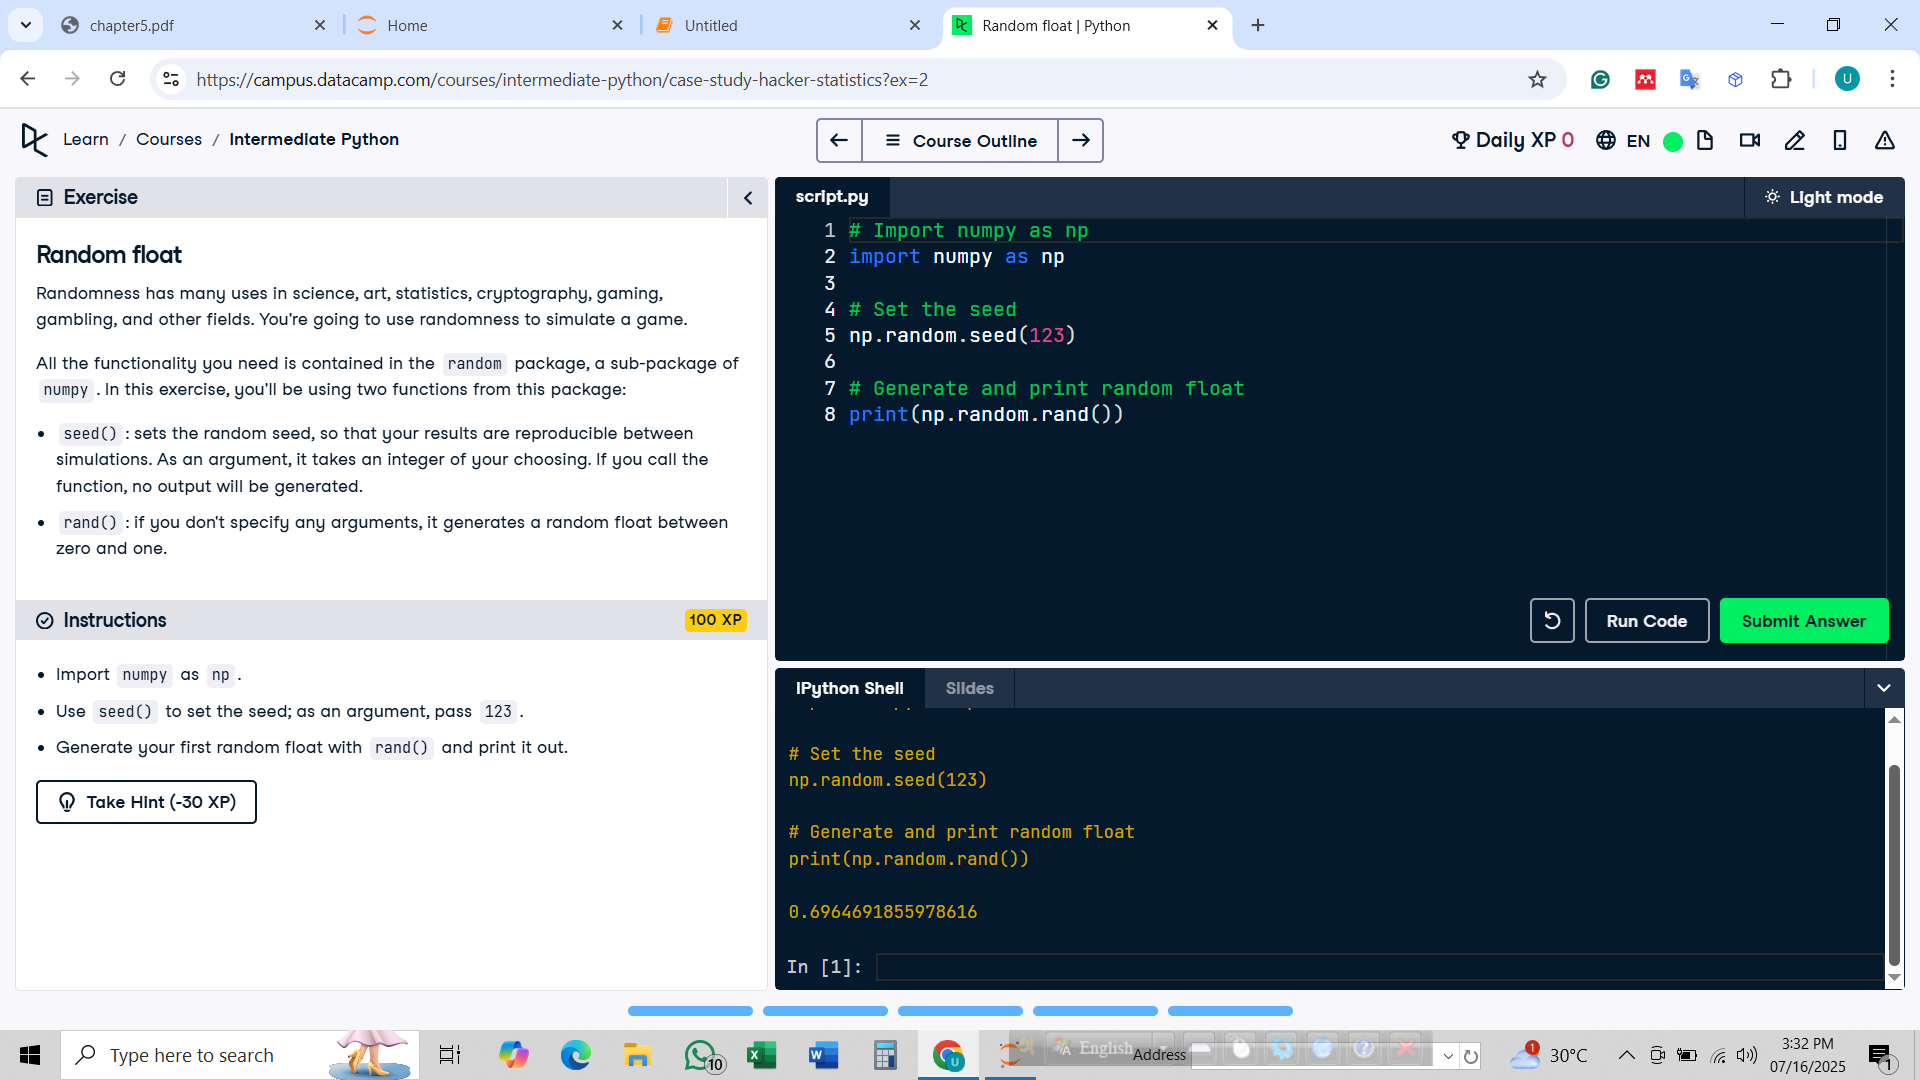 chapter5.pdf
Home
Untitled
Random float | Python
https://campus.datacamp.com/courses/intermediate-python/case-study-hacker-statistics?ex=2
U
Learn / Courses / Intermediate Python
Course Outline
Daily XP 0
EN
Exercise
Random float
Randomness has many uses in science, art, statistics, cryptography, gaming,
gambling, and other fields. You're going to use randomness to simulate a game.
All the functionality you need is contained in the random package, a sub-package of
numpy. In this exercise, you'll be using two functions from this package:
• seed(): sets the random seed, so that your results are reproducible between
simulations. As an argument, it takes an integer of your choosing. If you call the
function, no output will be generated.
• rand(): if you don't specify any arguments, it generates a random float between
zero and one.
Instructions
100 XP
• Import numpy as np.
• Use seed() to set the seed; as an argument, pass 123.
• Generate your first random float with rand() and print it out.
Take Hint (-30 XP)
script.py
Light mode
1 # Import numpy as np
2 import numpy as np
3
4 # Set the seed
5 np.random.seed(123)
6
7 # Generate and print random float
8 print(np.random.rand())
Run Code
Submit Answer
IPython Shell
Slides
# Set the seed
np.random.seed(123)
# Generate and print random float
print(np.random.rand())
0.6964691855978616
In [1]:
Type here to search
10
English
Address
1
30°C
3:32 PM
07/16/2025
1